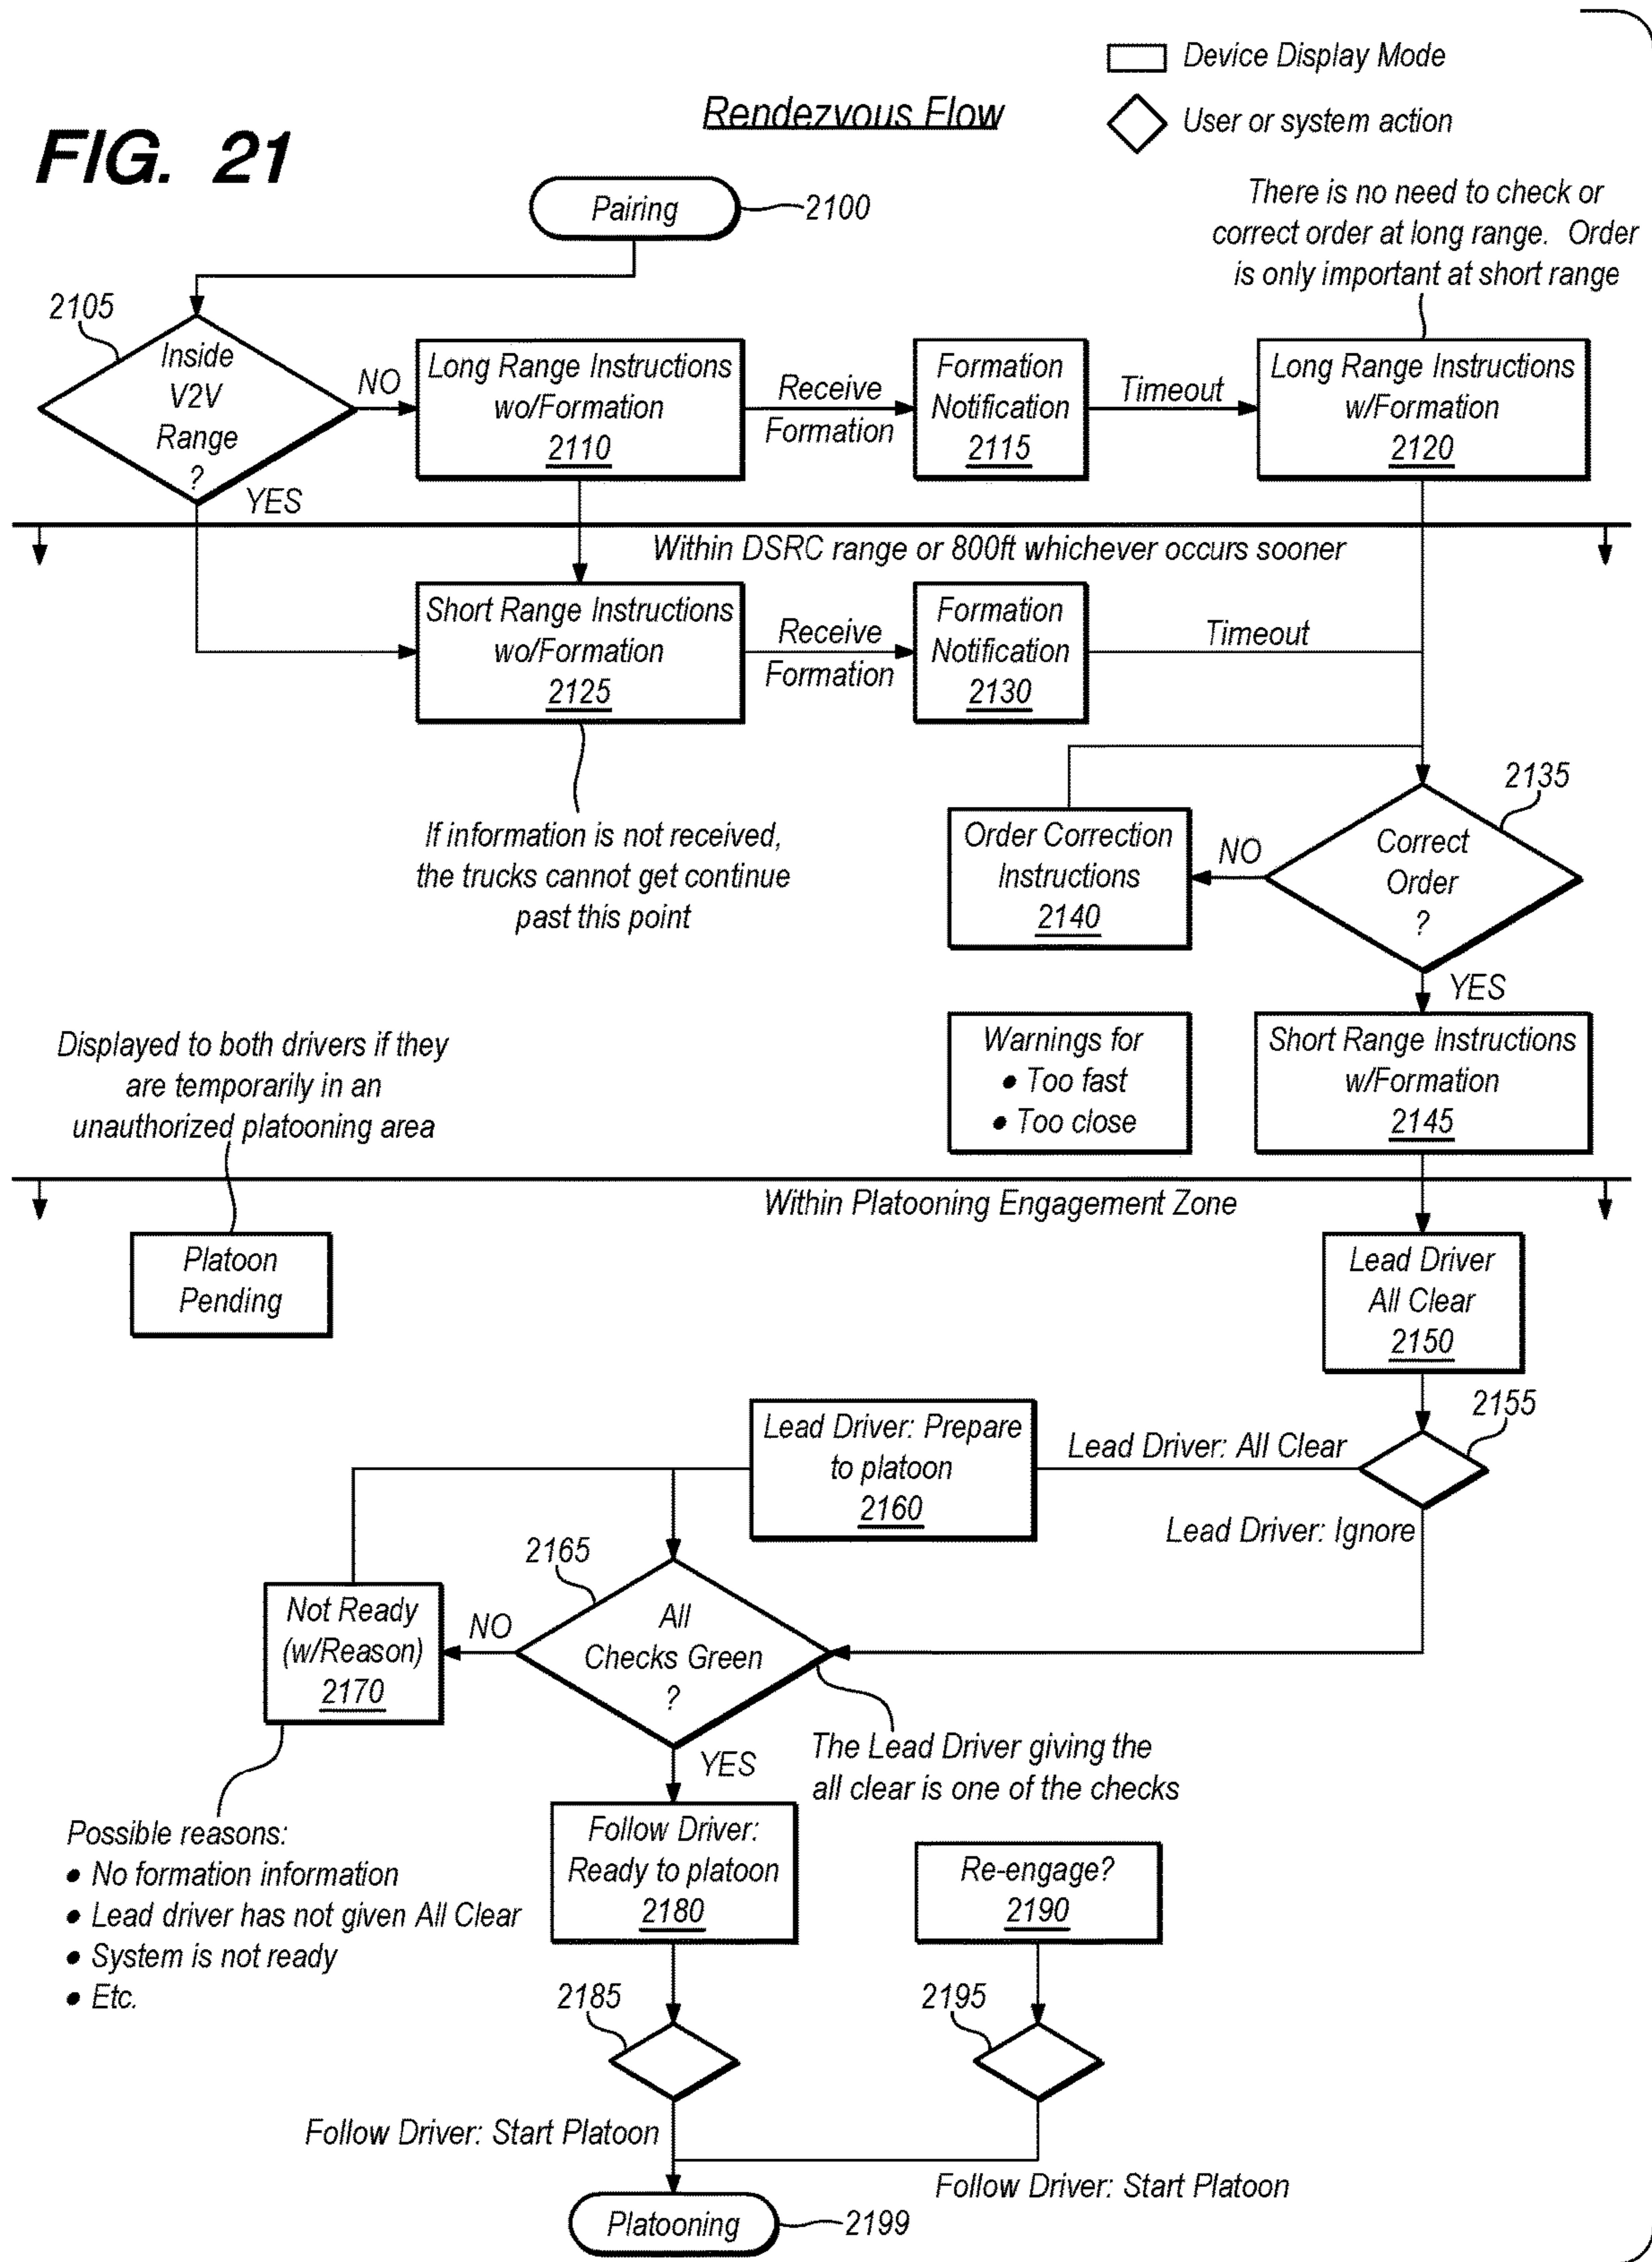 Device Display Mode
User or system action
Rendezvous Flow
FIG. 21
Pairing
2100
There is no need to check or
correct order at long range. Order
is only important at short range
2105
Inside
V2V
Range
?
NO
YES
Long Range Instructions
wo/Formation
2110
Receive
Formation
Formation
Notification
2115
Timeout
Long Range Instructions
w/Formation
2120
Within DSRC range or 800ft whichever occurs sooner
Short Range Instructions
wo/Formation
2125
Receive
Formation
Formation
Notification
2130
Timeout
If information is not received,
the trucks cannot get continue
past this point
2135
Correct
Order
?
NO
Order Correction
Instructions
2140
YES
Warnings for
● Too fast
● Too close
Short Range Instructions
w/Formation
2145
Displayed to both drivers if they
are temporarily in an
unauthorized platooning area
Within Platooning Engagement Zone
Platoon
Pending
Lead Driver
All Clear
2150
2155
Lead Driver: All Clear
Lead Driver: Prepare
to platoon
2160
Lead Driver: Ignore
2165
All
Checks Green
?
NO
Not Ready
(w/Reason)
2170
YES
The Lead Driver giving the
all clear is one of the checks
Possible reasons:
● No formation information
● Lead driver has not given All Clear
● System is not ready
● Etc.
Follow Driver:
Ready to platoon
2180
Re-engage?
2190
2185
2195
Follow Driver: Start Platoon
Follow Driver: Start Platoon
Platooning
2199